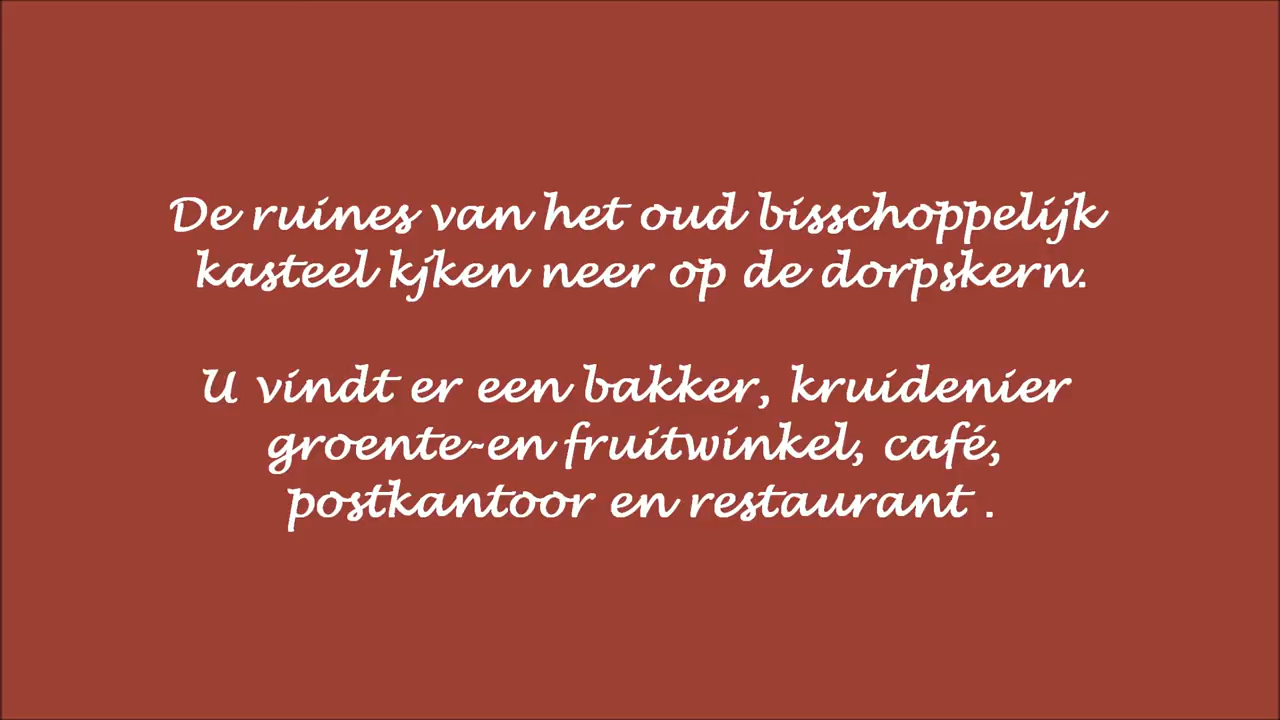 De ruines van het oud bisschoppelijk
kasteel kjken neer op de dorpskern.
U vindt er een bakker, kruidenier
groente-en fruitwinkel, café,
postkantoor en restaurant .